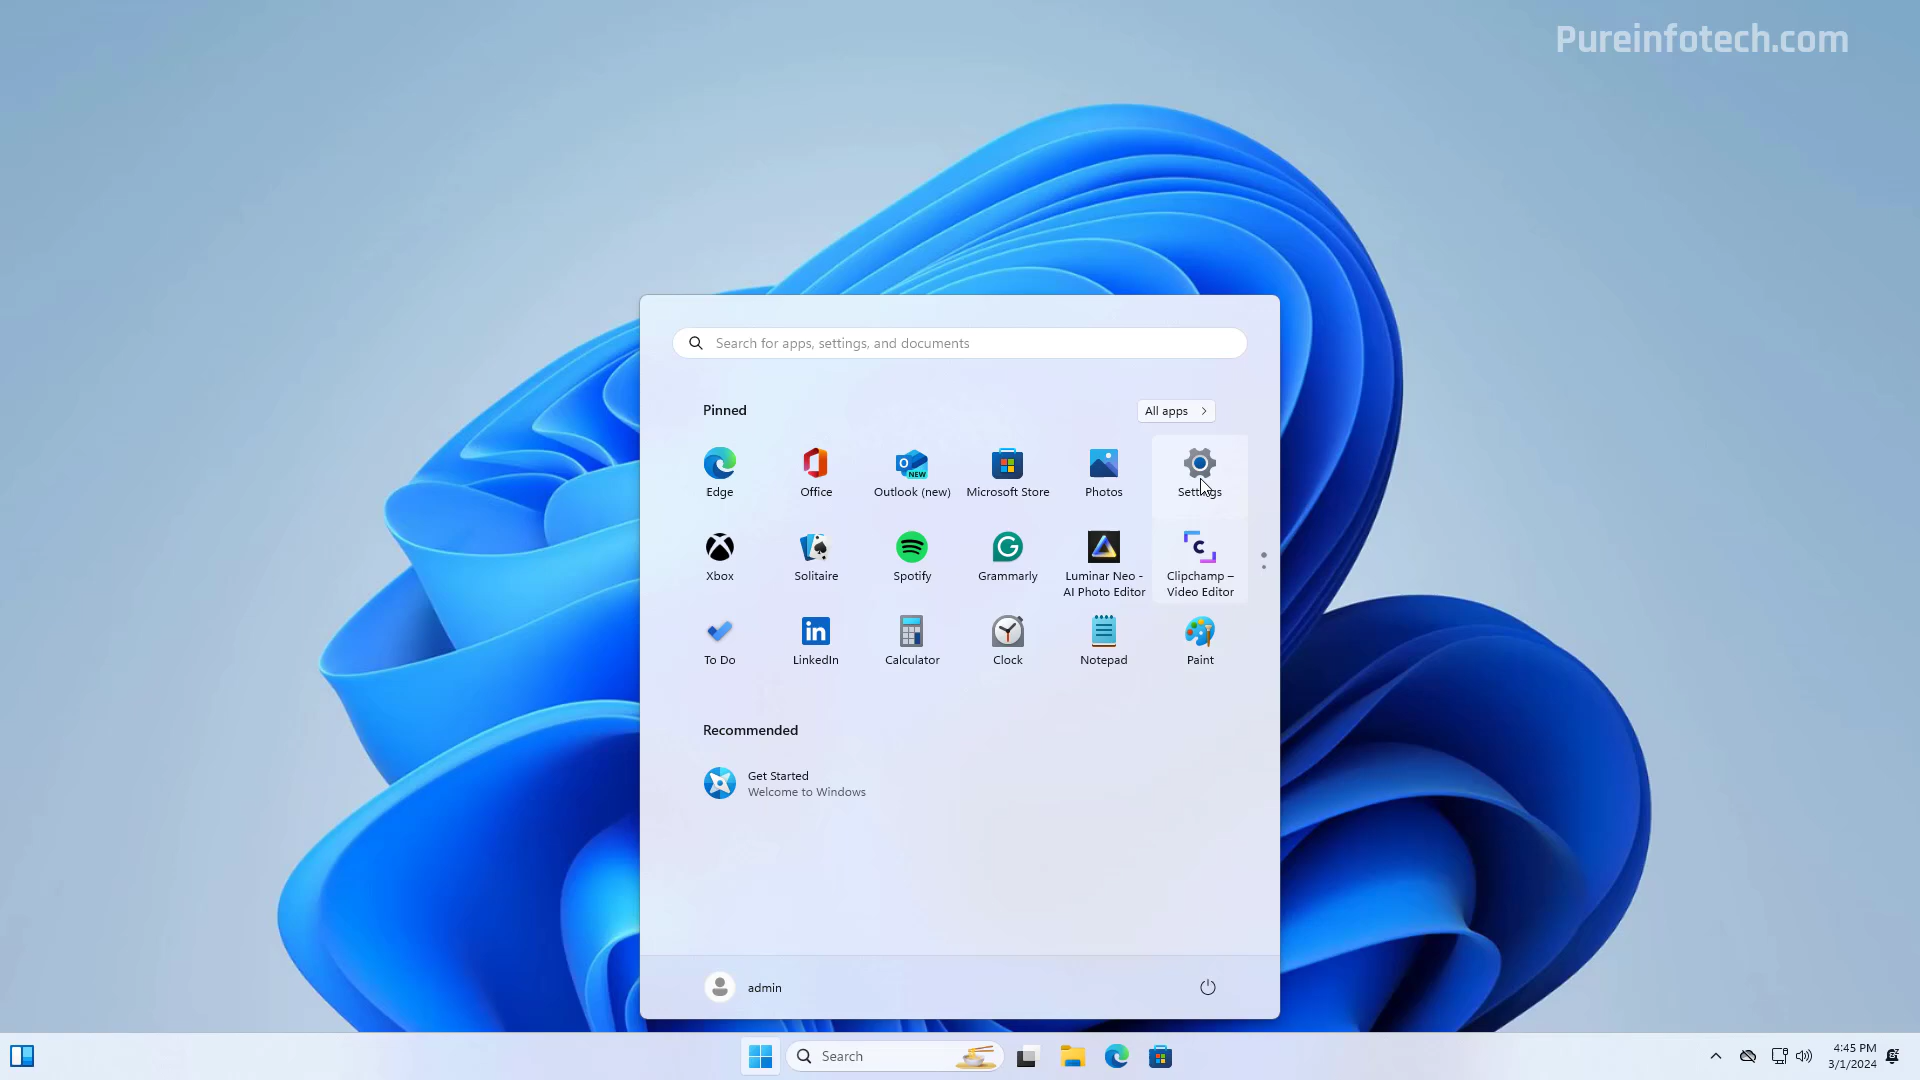 Pureinfotech.com
Search for apps, settings, and documents
Pinned
All apps
Edge
Office
Outlook (new)
Microsoft Store
Photos
Settings
Xbox
Solitaire
Spotify
Grammarly
Luminar Neo -
AI Photo Editor
Clipchamp –
Video Editor
To Do
LinkedIn
Calculator
Clock
Notepad
Paint
Recommended
Get Started
Welcome to Windows
admin
Search
4:45 PM
3/1/2024